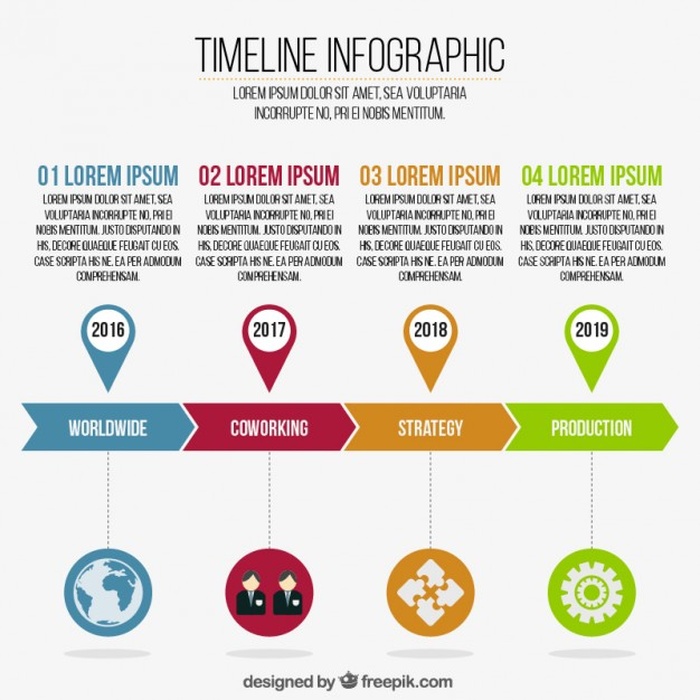 TIMELINE INFOGRAPHIC
LOREM IPSUM DOLOR SIT AMET, SEA VOLUPTARIA
INCORRUPTE NO, PRI EI NOBIS MENTITUM.
01 LOREM IPSUM
LOREM IPSUM DOLOR SIT AMET, SEA
VOLUPTARIA INCORRUPTE NO, PRI EI
NOBIS MENTITUM. JUSTO DISPUTANDO IN
HIS, DECORE QUAEQUE FEUGAIT CU EOS.
CASE SCRIPTA HIS NE. EA PER ADMODUM
COMPREHENSAM.
02 LOREM IPSUM
LOREM IPSUM DOLOR SIT AMET, SEA
VOLUPTARIA INCORRUPTE NO, PRI EI
NOBIS MENTITUM. JUSTO DISPUTANDO IN
HIS, DECORE QUAEQUE FEUGAIT CU EOS.
CASE SCRIPTA HIS NE. EA PER ADMODUM
COMPREHENSAM.
03 LOREM IPSUM
LOREM IPSUM DOLOR SIT AMET, SEA
VOLUPTARIA INCORRUPTE NO, PRI EI
NOBIS MENTITUM. JUSTO DISPUTANDO IN
HIS, DECORE QUAEQUE FEUGAIT CU EOS.
CASE SCRIPTA HIS NE. EA PER ADMODUM
COMPREHENSAM.
04 LOREM IPSUM
LOREM IPSUM DOLOR SIT AMET, SEA
VOLUPTARIA INCORRUPTE NO, PRI EI
NOBIS MENTITUM. JUSTO DISPUTANDO IN
HIS, DECORE QUAEQUE FEUGAIT CU EOS.
CASE SCRIPTA HIS NE. EA PER ADMODUM
COMPREHENSAM.
2016
2017
2018
2019
WORLDWIDE
COWORKING
STRATEGY
PRODUCTION
designed by freepik.com